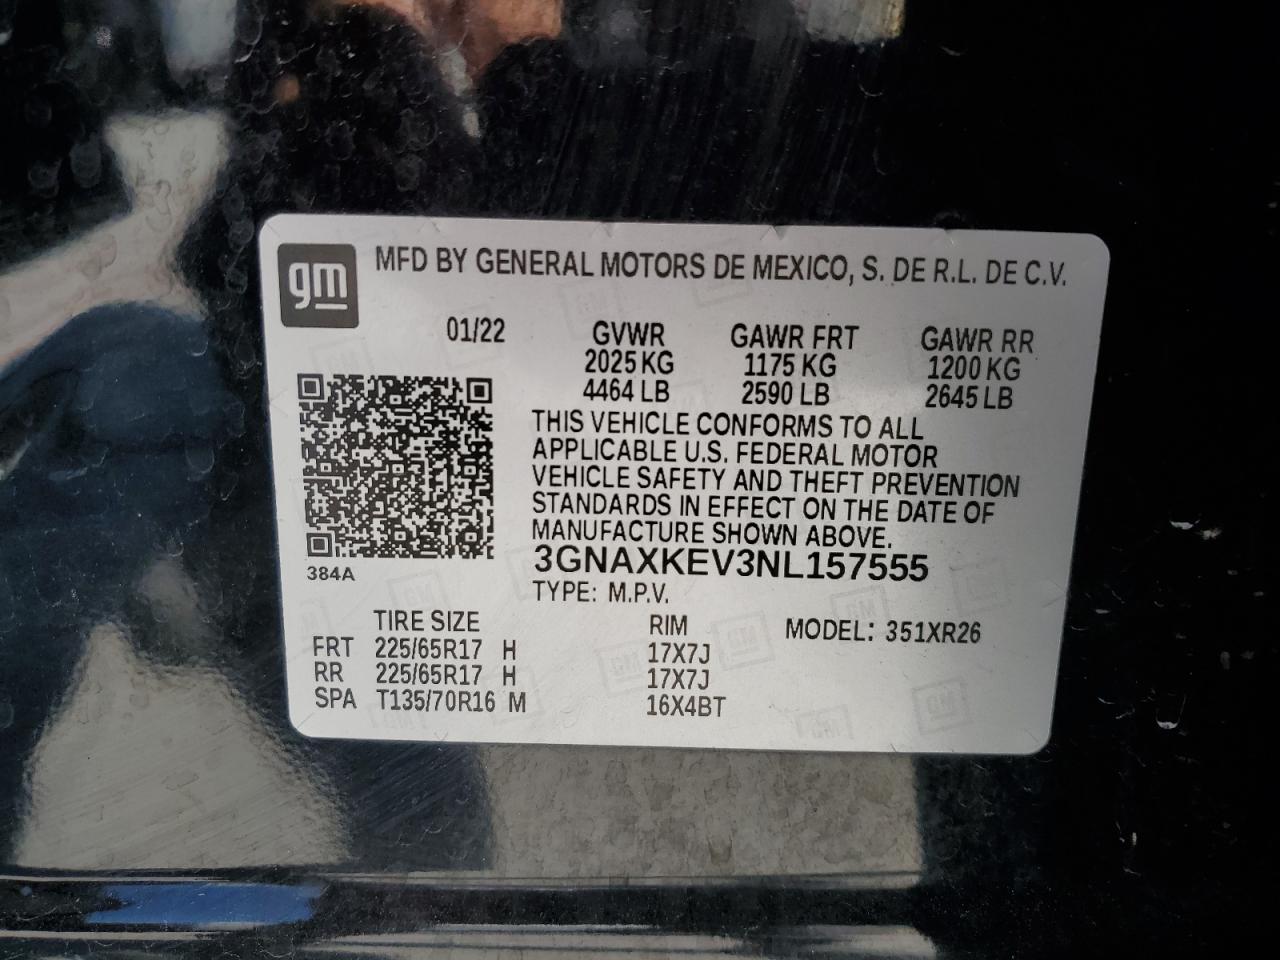 gm
MFD BY GENERAL MOTORS DE MEXICO, S. DE R.L. DE C.V.
01/22 GVWR GAWR FRT GAWR RR
2025 KG 1175 KG 1200 KG
4464 LB 2590 LB 2645 LB
THIS VEHICLE CONFORMS TO ALL
APPLICABLE U.S. FEDERAL MOTOR
VEHICLE SAFETY AND THEFT PREVENTION
STANDARDS IN EFFECT ON THE DATE OF
MANUFACTURE SHOWN ABOVE.
3GNAXKEV3NL157555
384A
TYPE: M.P.V.
TIRE SIZE RIM MODEL: 351XR26
FRT 225/65R17 H 17X7J
RR 225/65R17 H 17X7J
SPA T135/70R16 M 16X4BT